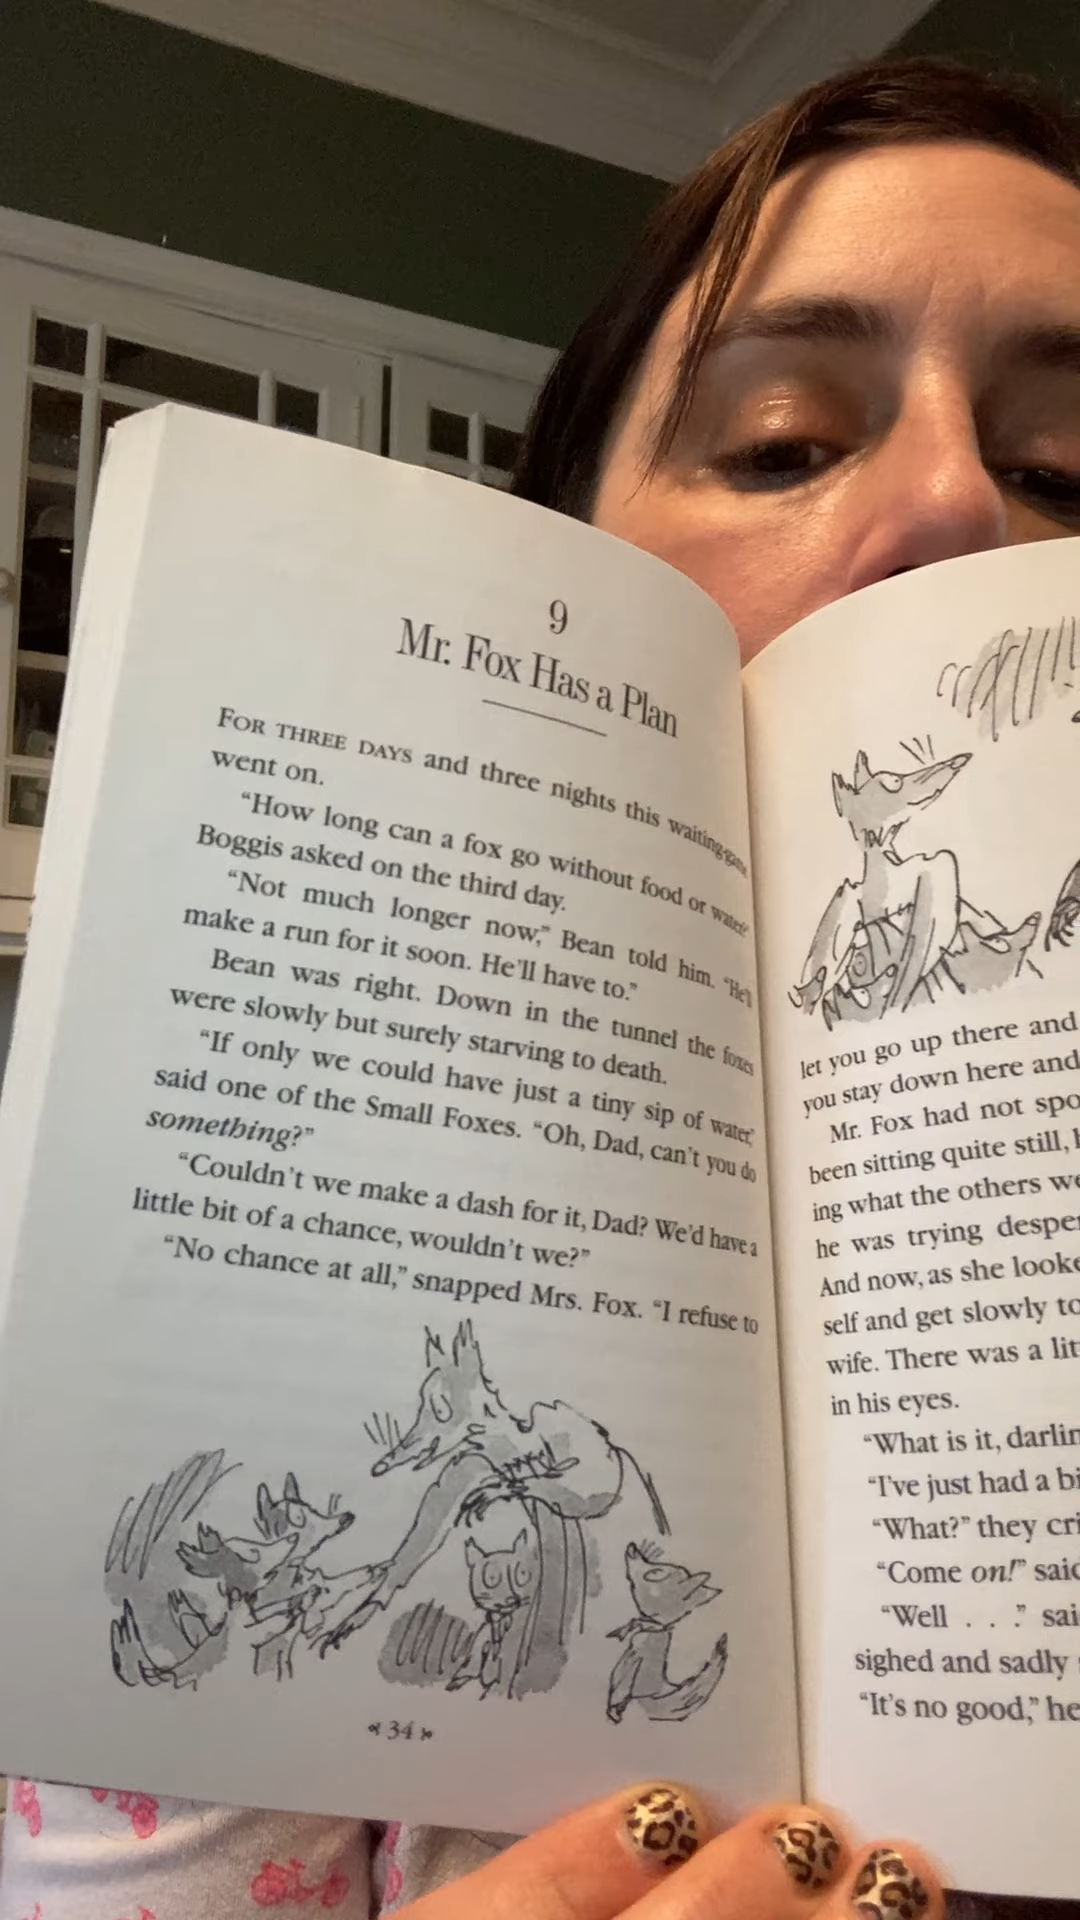 9
Mr. Fox Has a Plan
FOR THREE DAYS and three nights this waiting-game
went on.
“How long can a fox go without food or water?”
Boggis asked on the third day.
“Not much longer now,” Bean told him. “He’ll
make a run for it soon. He’ll have to.”
Bean was right. Down in the tunnel the foxes
were slowly but surely starving to death.
“If only we could have just a tiny sip of water,”
said one of the Small Foxes. “Oh, Dad, can’t you do
something?”
“Couldn’t we make a dash for it, Dad? We’d have a
little bit of a chance, wouldn’t we?”
“No chance at all,” snapped Mrs. Fox. “I refuse to
34
let you go up there and
you stay down here and
Mr. Fox had not spo
been sitting quite still, l
ing what the others we
he was trying desper
And now, as she looke
self and get slowly to
wife. There was a lit
in his eyes.
“What is it, darlin
“I’ve just had a bi
“What?” they cri
“Come on!” said
“Well . . .” sai
sighed and sadly
“It’s no good,” he